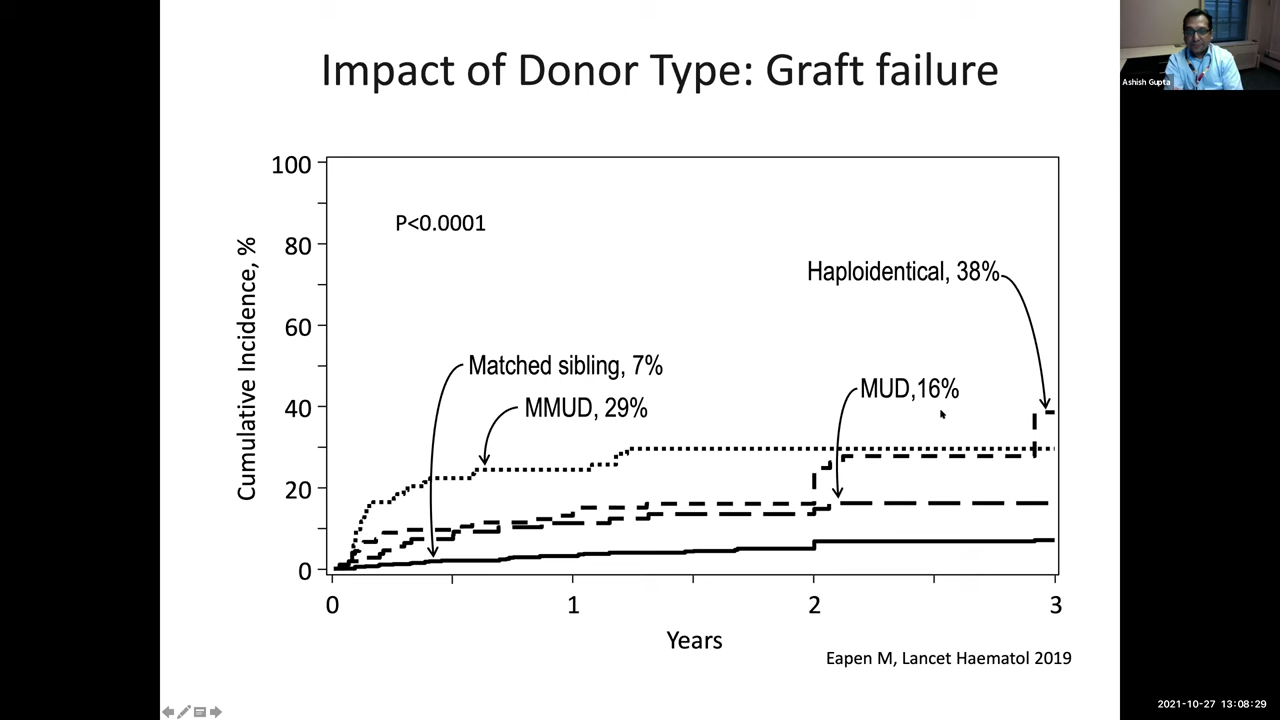 Impact of Donor Type: Graft failure
Ashish Gupta
100
80
60
40
20
0
Cumulative Incidence, %
P<0.0001
Haploidentical, 38%
Matched sibling, 7%
MUD,16%
MMUD, 29%
0
1
2
3
Years
Eapen M, Lancet Haematol 2019
2021-10-27 13:08:29